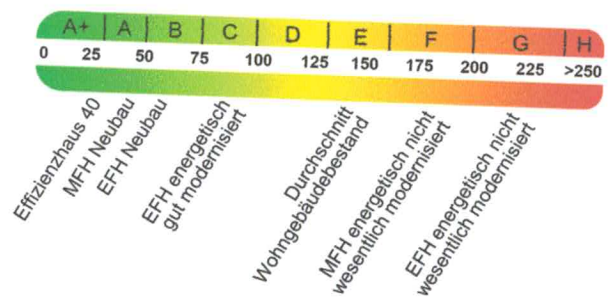 A+ A B C D E F G H
0 25 50 75 100 125 150 175 200 225 >250
Effizienzhaus 40
MFH Neubau
EFH Neubau
EFH energetisch
gut modernisiert
Durchschnitt
Wohngebäudebestand
MFH energetisch nicht
wesentlich modernisiert
EFH energetisch nicht
wesentlich modernisiert